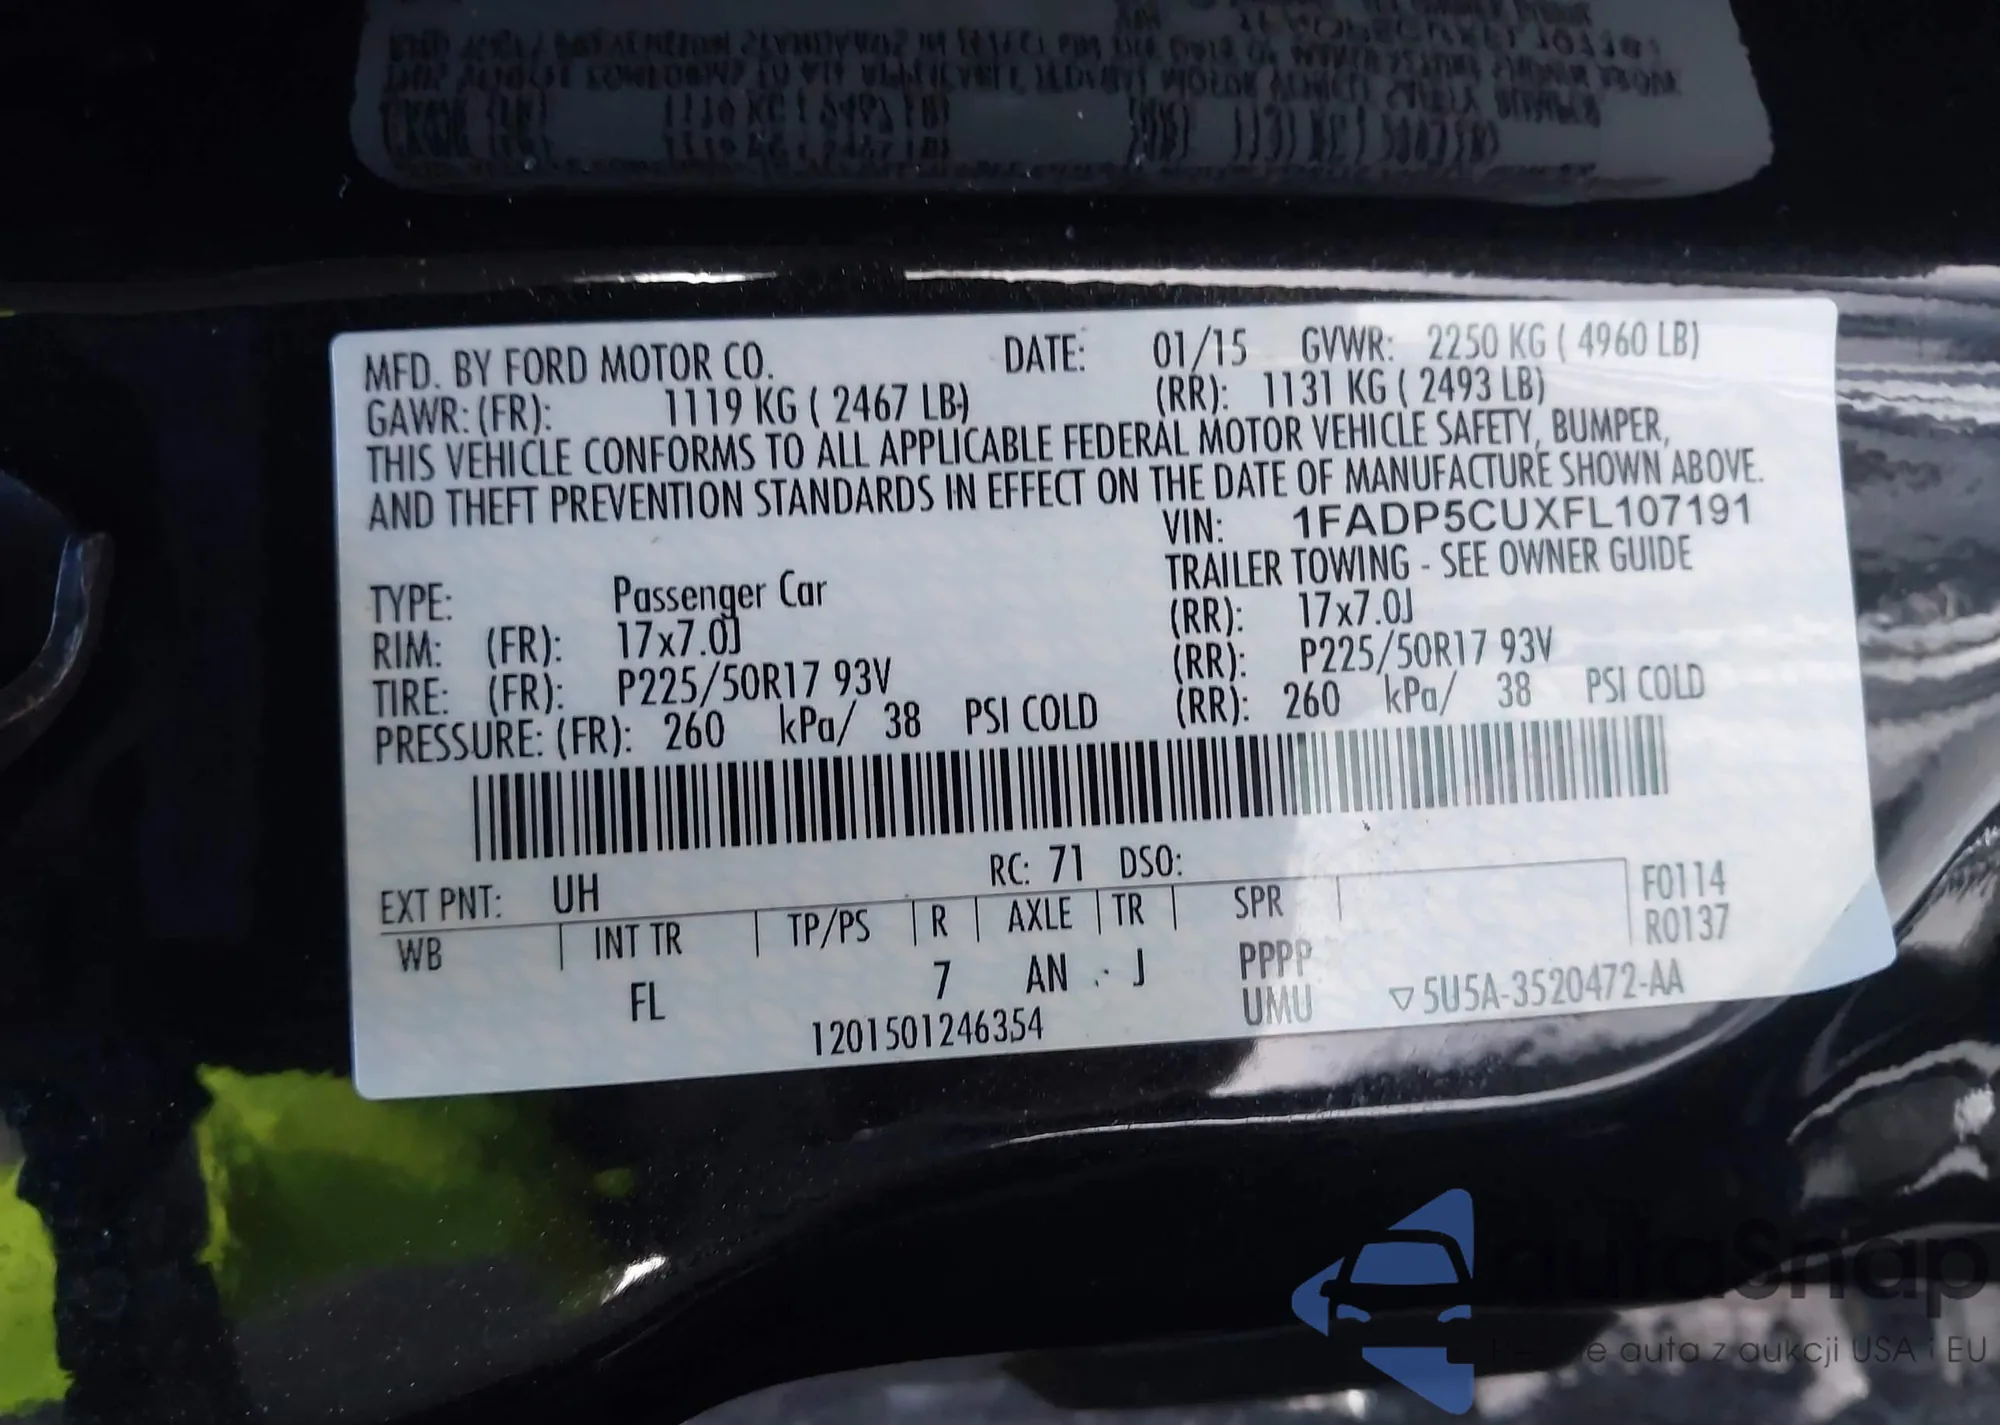 MFD. BY FORD MOTOR CO. DATE: 01/15 GVWR: 2250 KG ( 4960 LB)
GAWR: (FR): 1119 KG ( 2467 LB) (RR): 1131 KG ( 2493 LB)
THIS VEHICLE CONFORMS TO ALL APPLICABLE FEDERAL MOTOR VEHICLE SAFETY, BUMPER,
AND THEFT PREVENTION STANDARDS IN EFFECT ON THE DATE OF MANUFACTURE SHOWN ABOVE.
VIN: 1FADP5CUXFL107191
TYPE: Passenger Car TRAILER TOWING - SEE OWNER GUIDE
RIM: (FR): 17x7.0J (RR): 17x7.0J
TIRE: (FR): P225/50R17 93V (RR): P225/50R17 93V
PRESSURE: (FR): 260 kPa/ 38 PSI COLD (RR): 260 kPa/ 38 PSI COLD
EXT PNT: UH RC: 71 DSO: F0114
WB INT TR TP/PS R AXLE TR SPR R0137
FL 7 AN J PPPP
1201501246354 UMU ▽5U5A-3520472-AA
autoSnap
auta z aukcji USA i EU